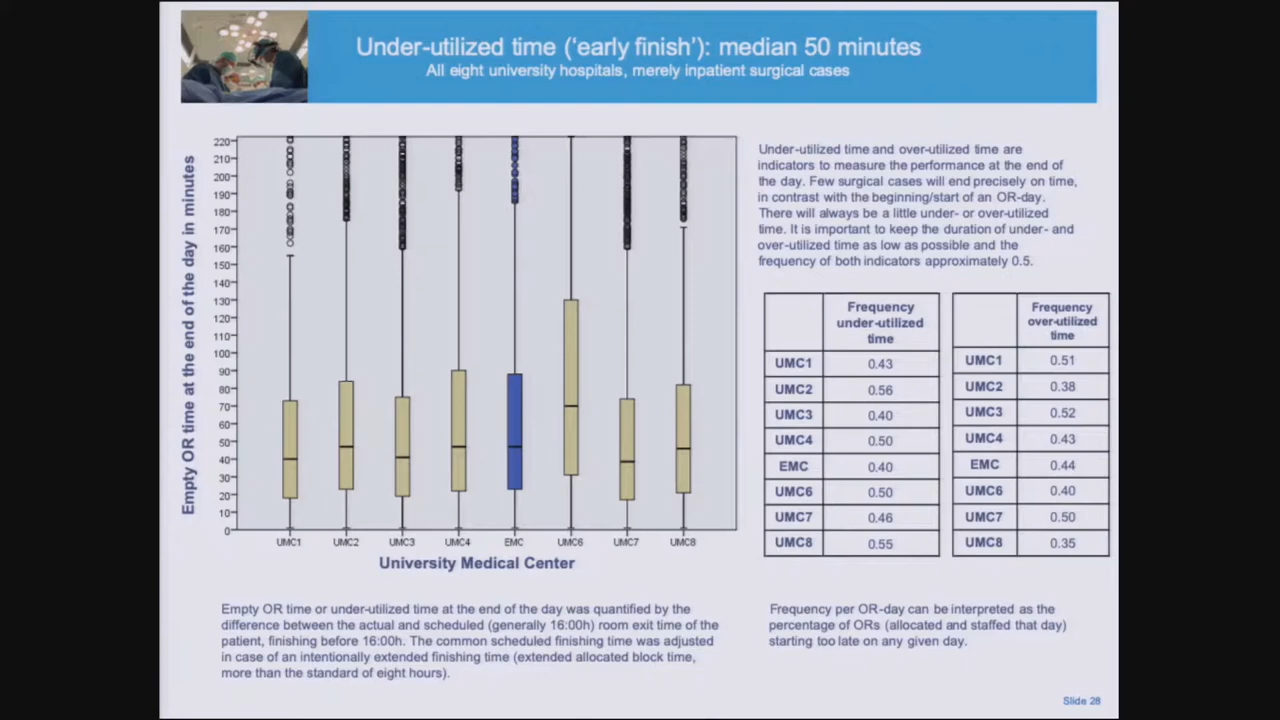 Under-utilized time (‘early finish’): median 50 minutes
All eight university hospitals, merely inpatient surgical cases
Empty OR time at the end of the day in minutes
220
210
200
190
180
170
160
150
140
130
120
110
100
90
80
70
60
50
40
30
20
10
0
UMC1 UMC2 UMC3 UMC4 EMC UMC6 UMC7 UMC8
University Medical Center
Under-utilized time and over-utilized time are
indicators to measure the performance at the end of
the day. Few surgical cases will end precisely on time,
in contrast with the beginning/start of an OR-day.
There will always be a little under- or over-utilized
time. It is important to keep the duration of under- and
over-utilized time as low as possible and the
frequency of both indicators approximately 0.5.
Frequency
under-utilized
time
UMC1 0.43
UMC2 0.56
UMC3 0.40
UMC4 0.50
EMC 0.40
UMC6 0.50
UMC7 0.46
UMC8 0.55
Frequency
over-utilized
time
UMC1 0.51
UMC2 0.38
UMC3 0.52
UMC4 0.43
EMC 0.44
UMC6 0.40
UMC7 0.50
UMC8 0.35
Empty OR time or under-utilized time at the end of the day was quantified by the
difference between the actual and scheduled (generally 16:00h) room exit time of the
patient, finishing before 16:00h. The common scheduled finishing time was adjusted
in case of an intentionally extended finishing time (extended allocated block time,
more than the standard of eight hours).
Frequency per OR-day can be interpreted as the
percentage of ORs (allocated and staffed that day)
starting too late on any given day.
Slide 28